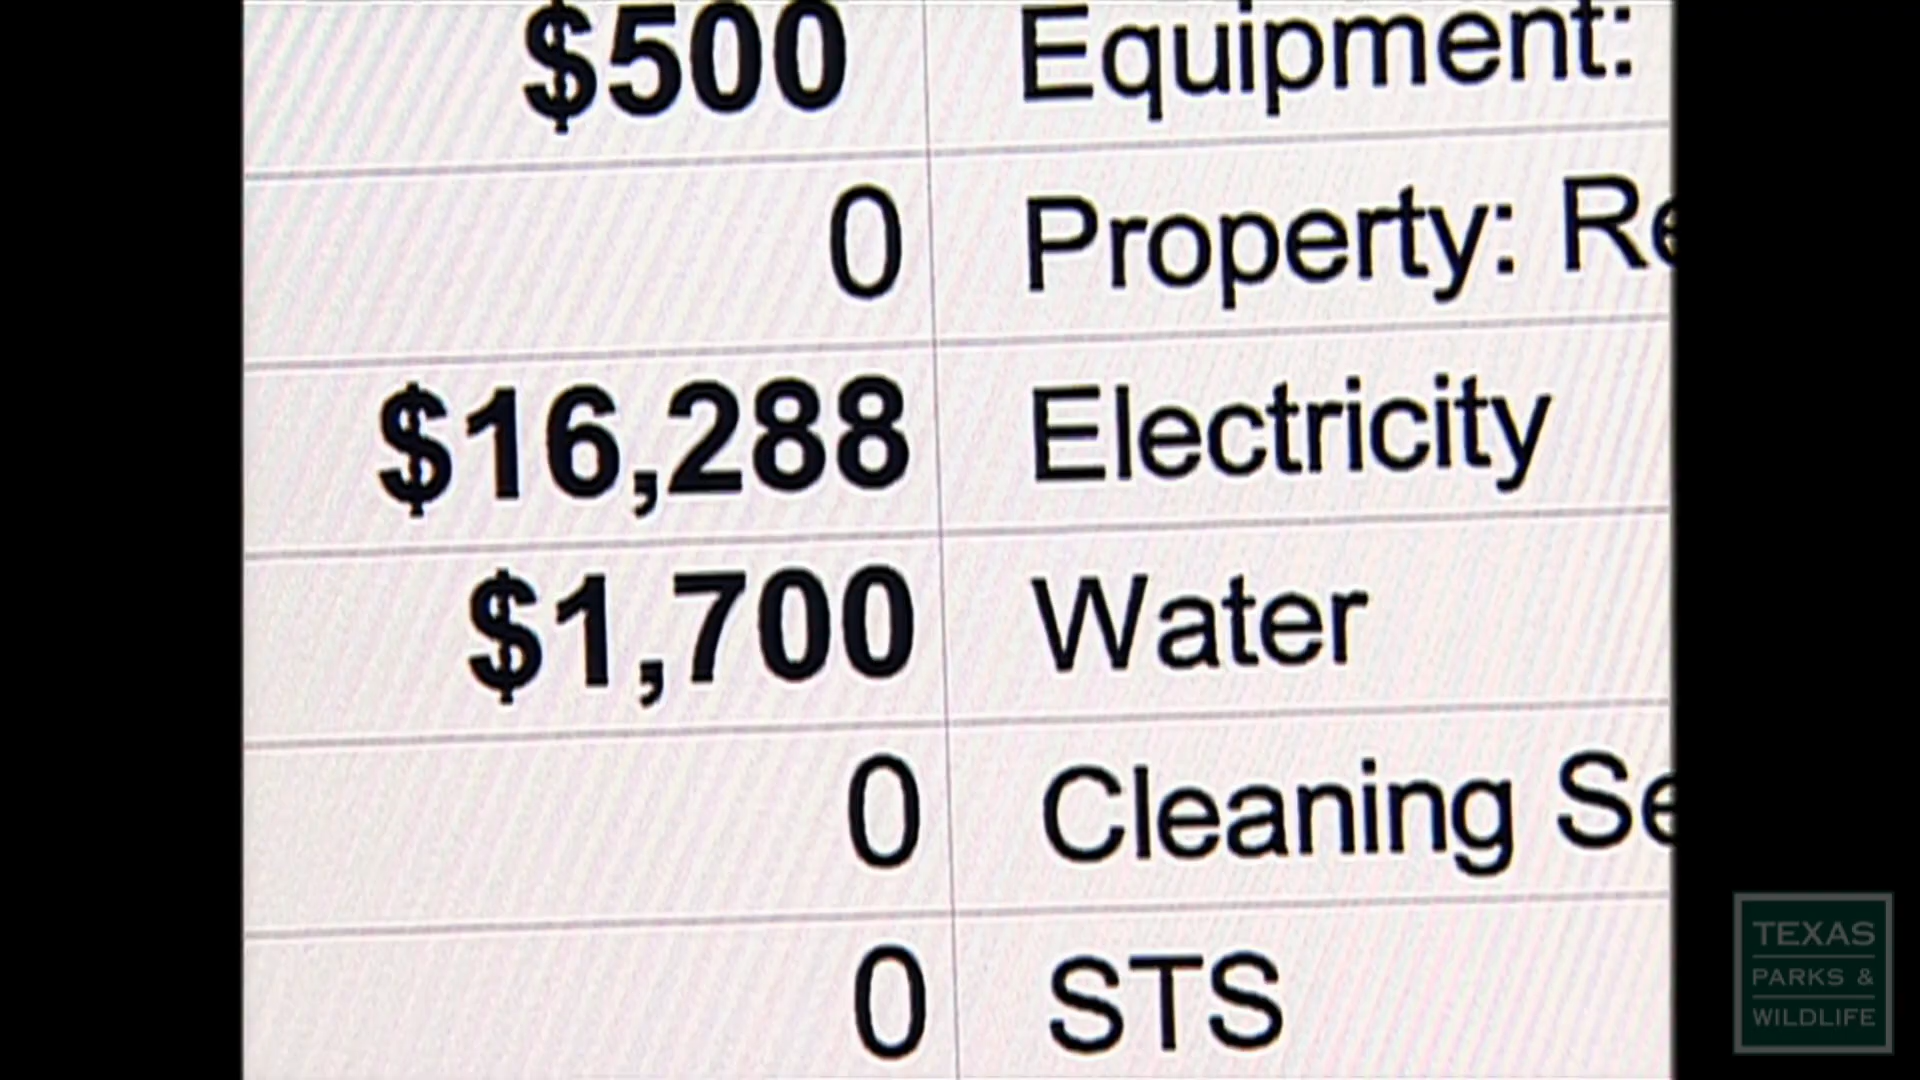 $500 Equipment:
0 Property:
$16,288 Electricity
$1,700 Water
0 Cleaning
0 STS
TEXAS
PARKS &
WILDLIFE